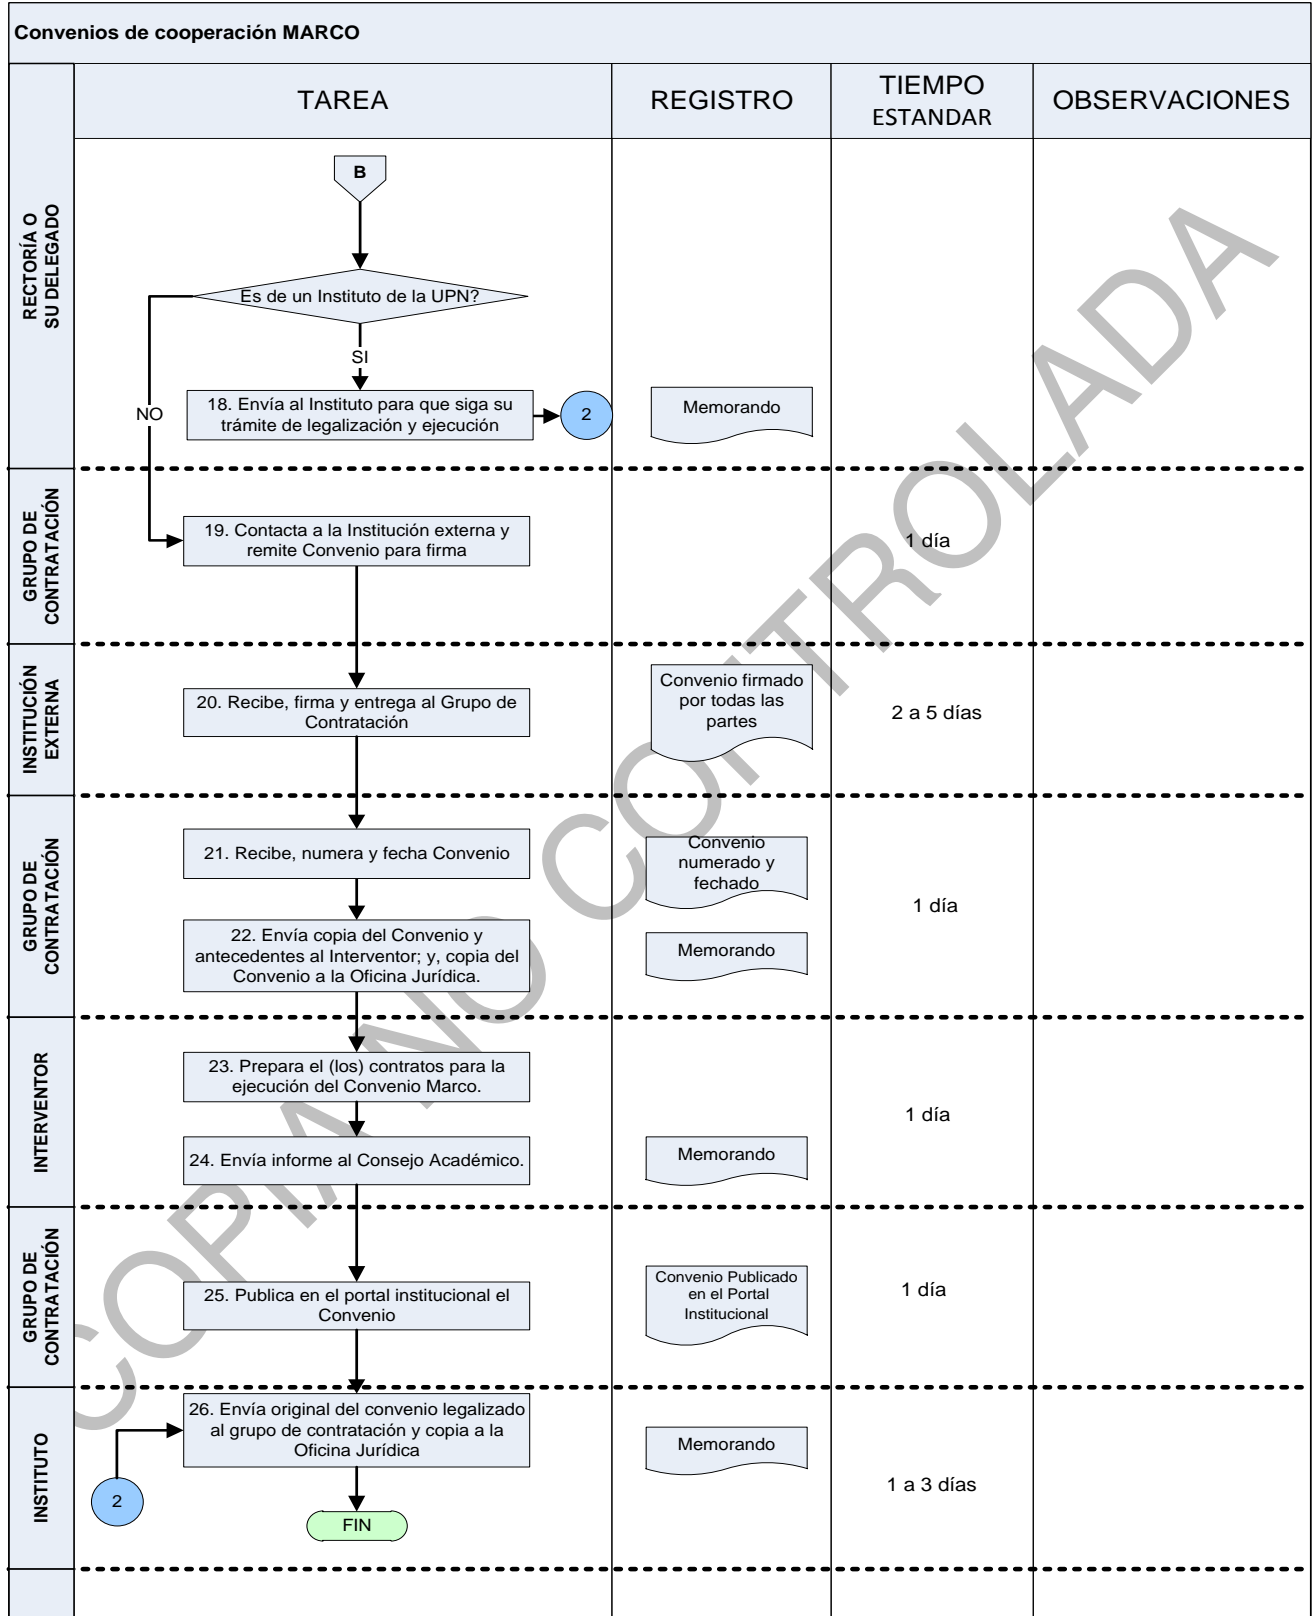 Convenios de cooperación MARCO
TAREA
REGISTRO
TIEMPO
ESTANDAR
OBSERVACIONES
RECTORÍA O
SU DELEGADO
B
Es de un Instituto de la UPN?
SI
NO
18. Envía al Instituto para que siga su
trámite de legalización y ejecución
2
Memorando
GRUPO DE
CONTRATACIÓN
19. Contacta a la Institución externa y
remite Convenio para firma
1 día
INSTITUCIÓN
EXTERNA
20. Recibe, firma y entrega al Grupo de
Contratación
Convenio firmado
por todas las
partes
2 a 5 días
GRUPO DE
CONTRATACIÓN
21. Recibe, numera y fecha Convenio
Convenio
numerado y
fechado
1 día
22. Envía copia del Convenio y
antecedentes al Interventor; y, copia del
Convenio a la Oficina Jurídica.
Memorando
INTERVENTOR
23. Prepara el (los) contratos para la
ejecución del Convenio Marco.
1 día
24. Envía informe al Consejo Académico.
Memorando
GRUPO DE
CONTRATACIÓN
25. Publica en el portal institucional el
Convenio
Convenio Publicado
en el Portal
Institucional
1 día
INSTITUTO
26. Envía original del convenio legalizado
al grupo de contratación y copia a la
Oficina Jurídica
Memorando
2
1 a 3 días
FIN
COPIA NO CONTROLADA